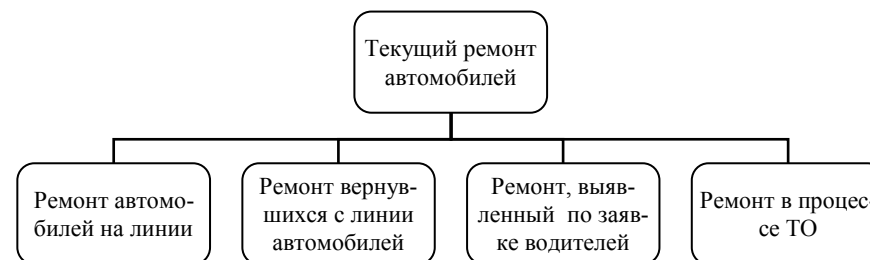 Текущий ремонт
автомобилей
Ремонт автомо-
билей на линии
Ремонт вернув-
шихся с линии
автомобилей
Ремонт, выяв-
ленный по заяв-
ке водителей
Ремонт в процес-
се ТО